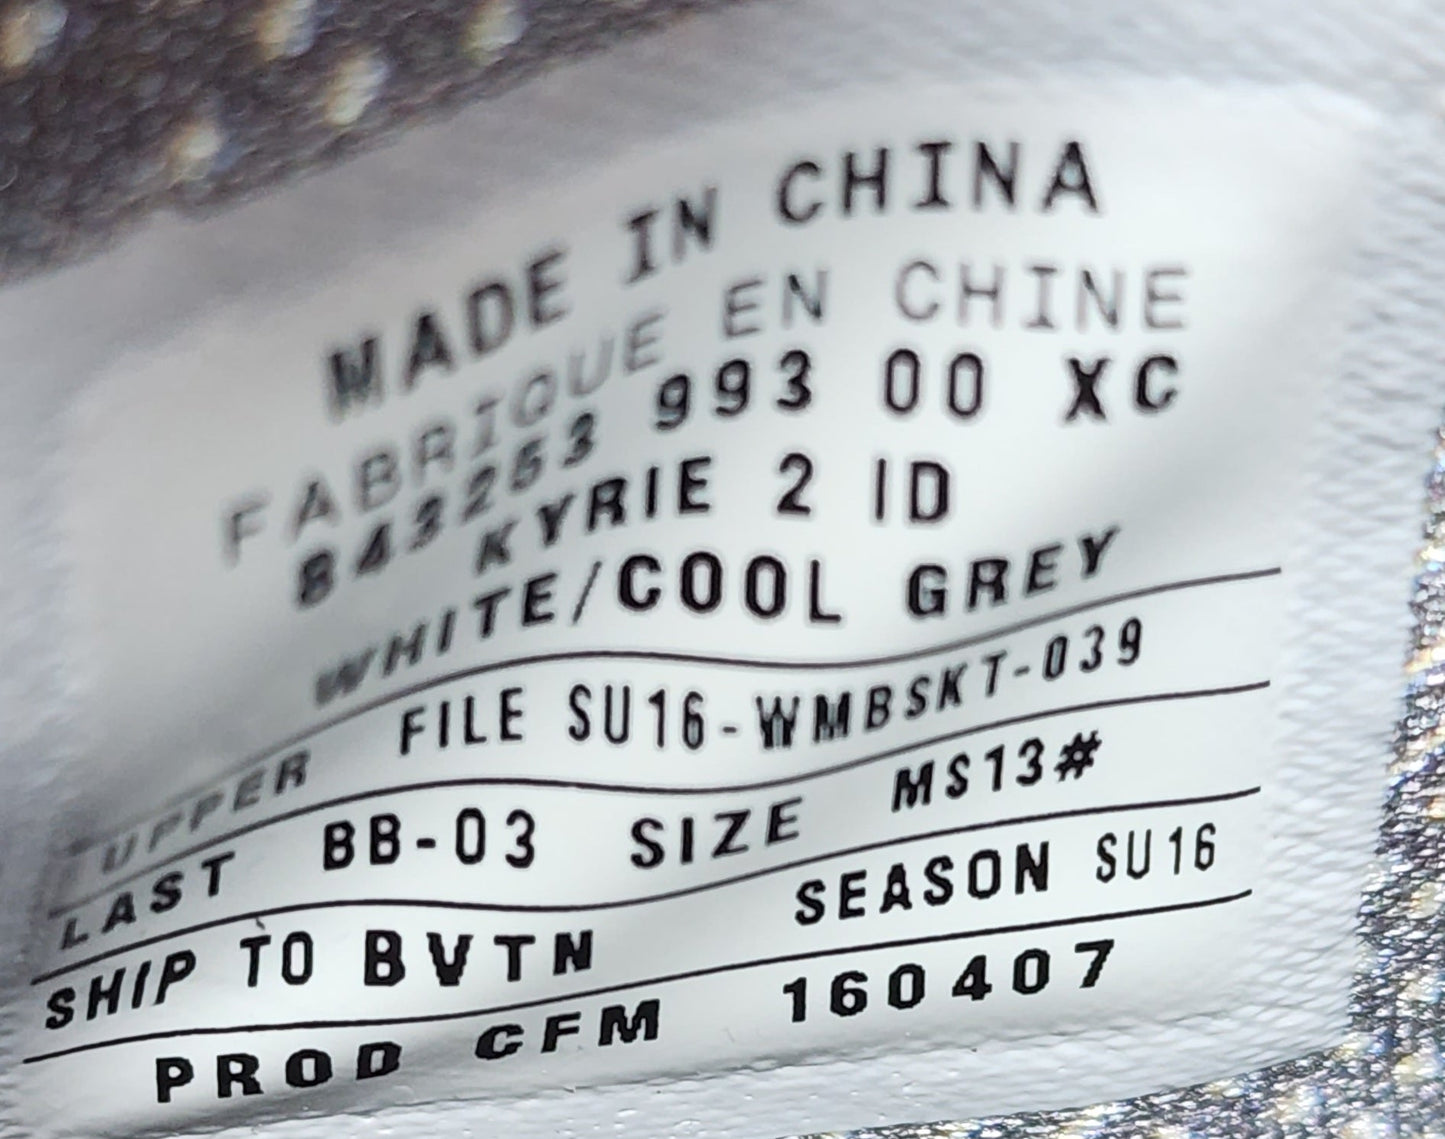 MADE IN CHINA
FABRIQUE EN CHINE
843253 993 00 XC
KYRIE 2 ID
WHITE/COOL GREY
UPPER FILE SU16-WMBSKT-039
LAST BB-03 SIZE MS13#
SHIP TO BVTN SEASON SU16
PROD CFM 160407